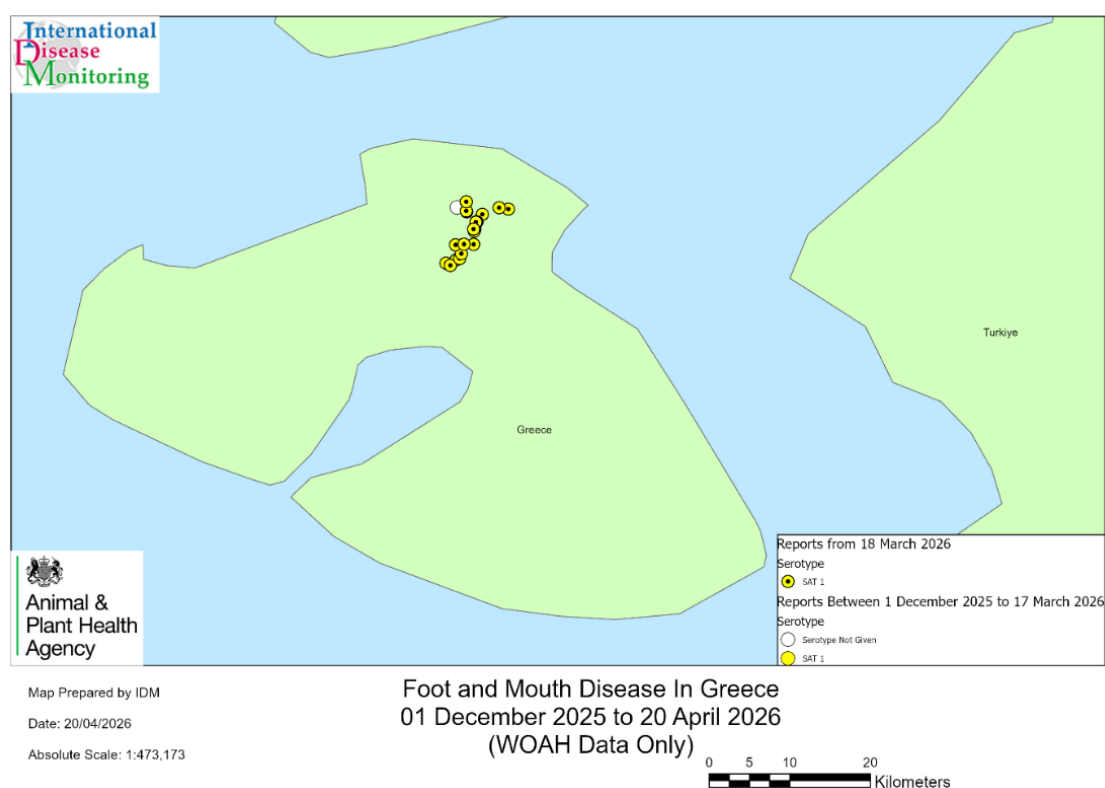 International
Disease
Monitoring
Turkiye
Greece
Reports from 18 March 2026
Serotype
SAT 1
Reports Between 1 December 2025 to 17 March 2026
Serotype
Serotype Not Given
SAT 1
Animal &
Plant Health
Agency
Map Prepared by IDM
Date: 20/04/2026
Absolute Scale: 1:473,173
Foot and Mouth Disease In Greece
01 December 2025 to 20 April 2026
(WOAH Data Only)
0 5 10 20
Kilometers